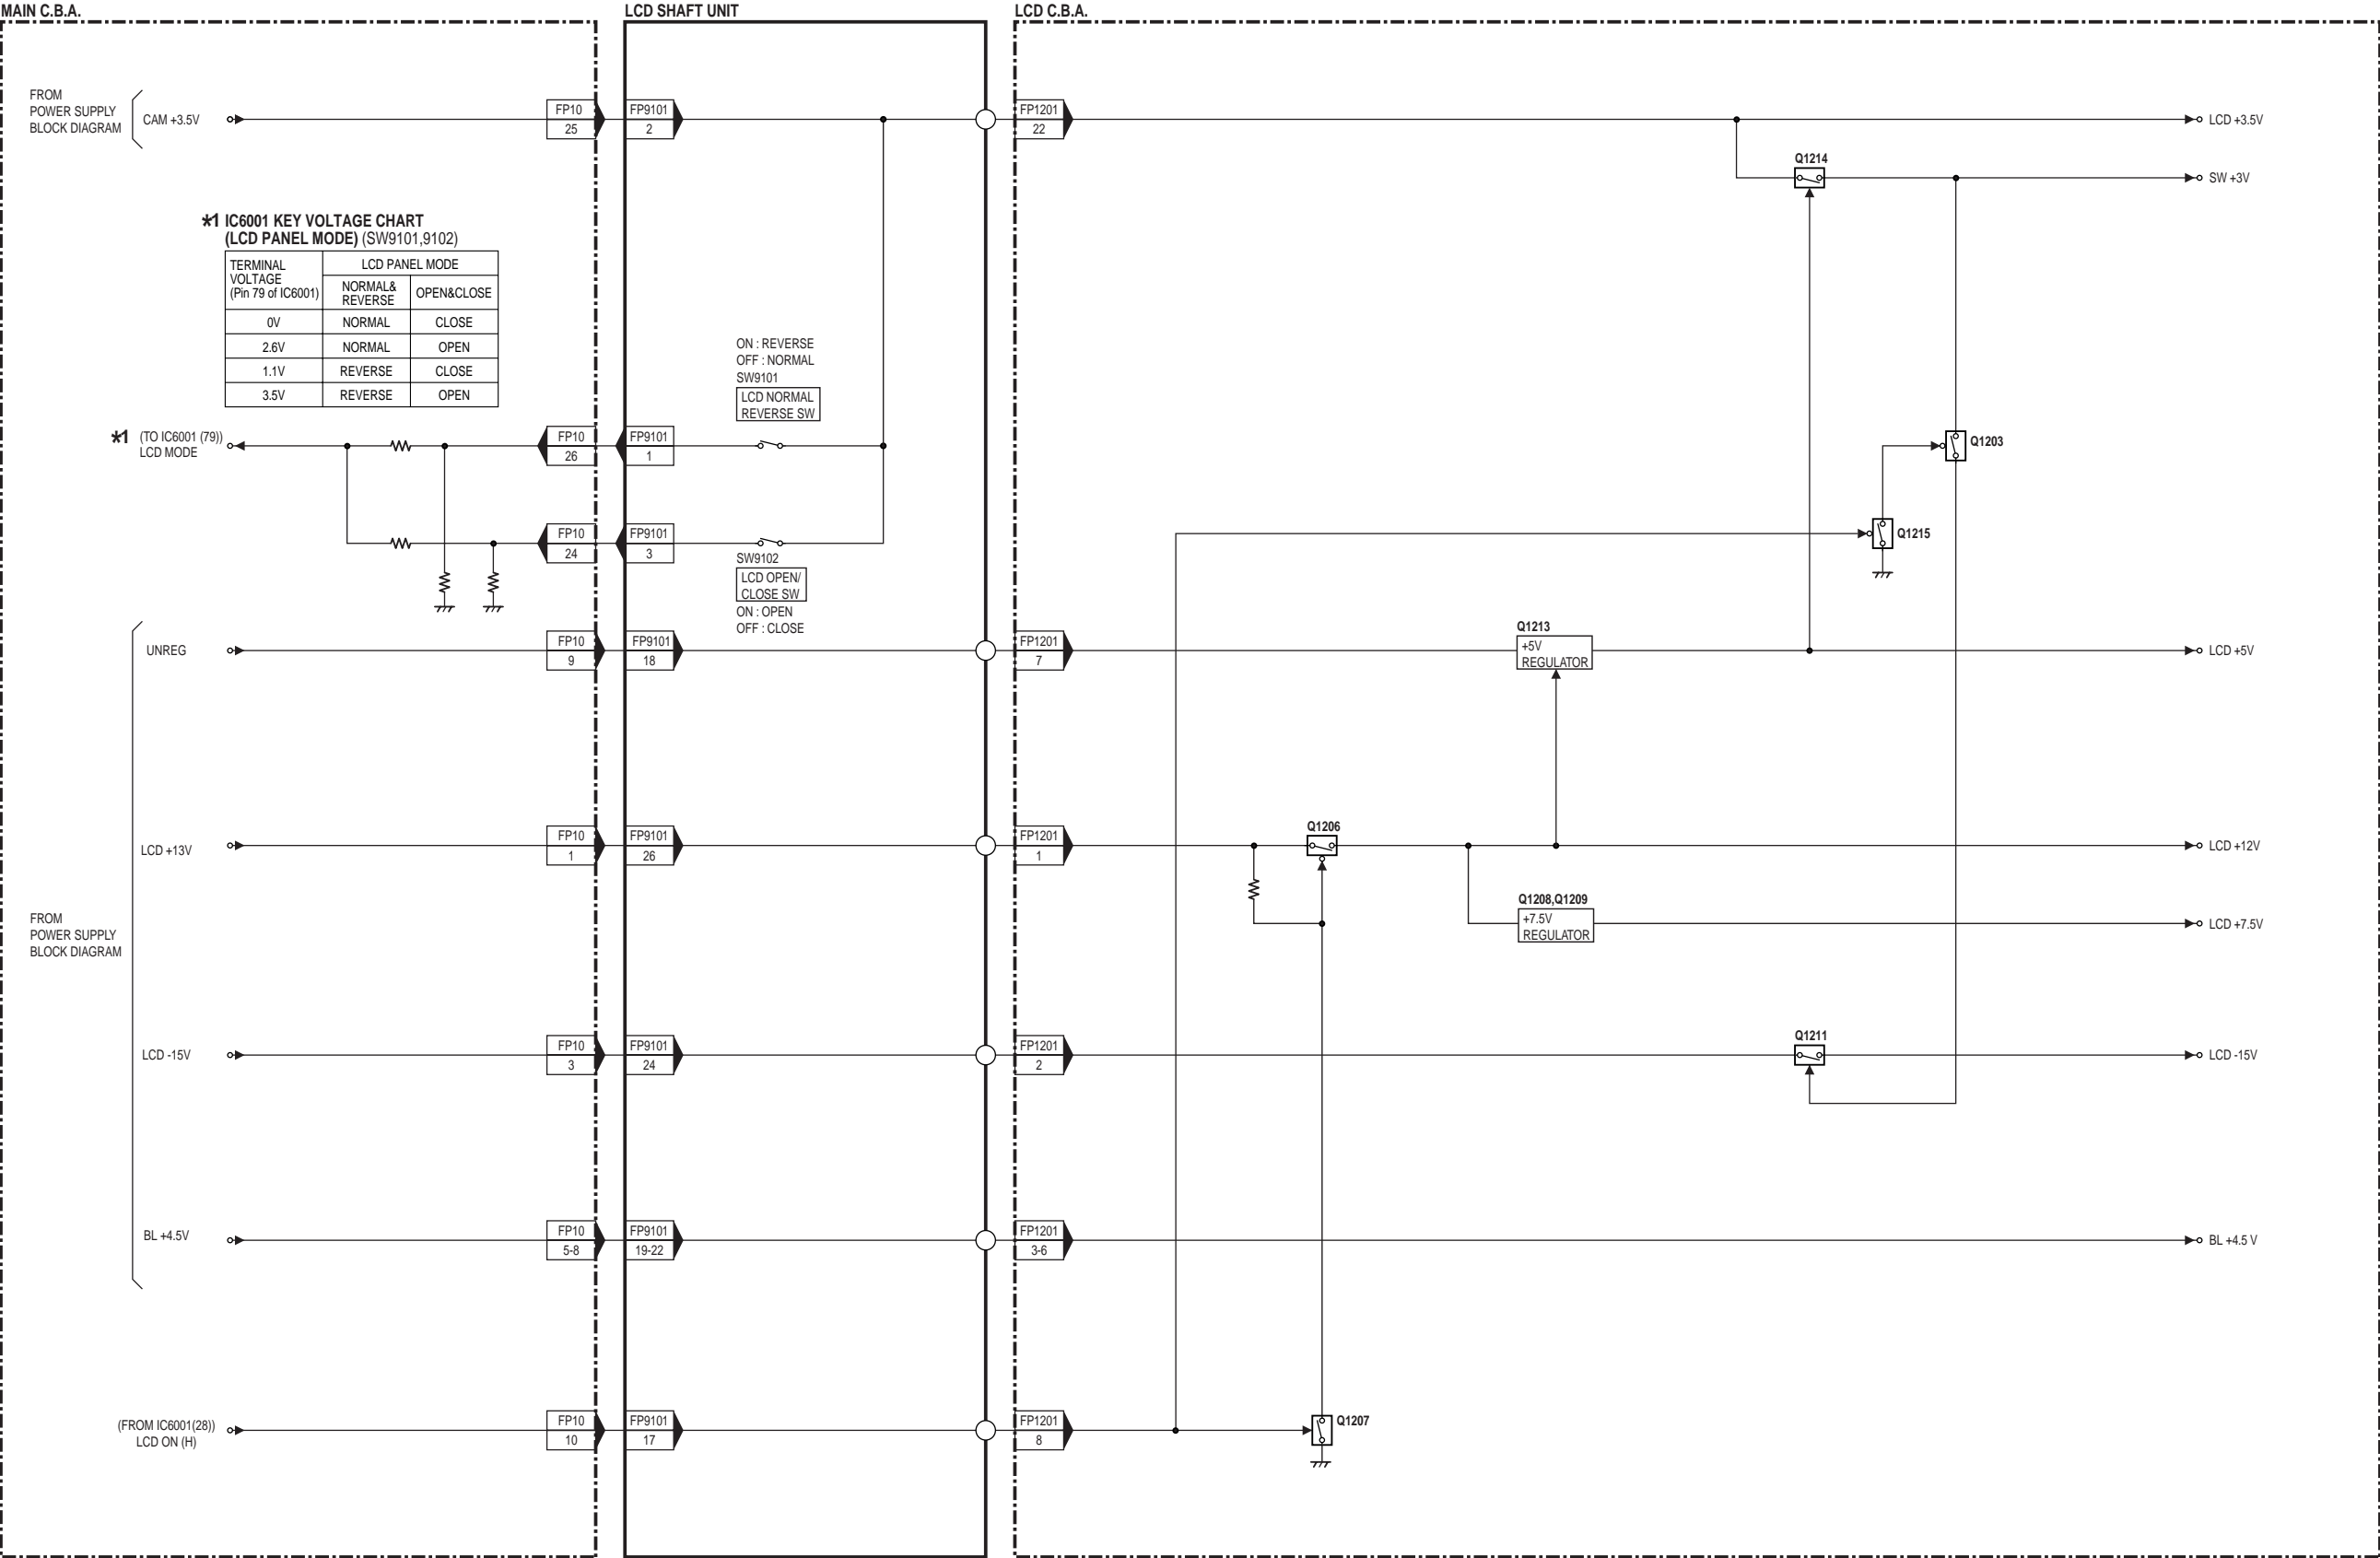 MAIN C.B.A.
LCD SHAFT UNIT
LCD C.B.A.
FROM
POWER SUPPLY
BLOCK DIAGRAM
CAM +3.5V
FP10
25
FP9101
2
FP1201
22
LCD +3.5V
Q1214
SW +3V
*1 IC6001 KEY VOLTAGE CHART
(LCD PANEL MODE) (SW9101,9102)
TERMINAL
VOLTAGE
(Pin 79 of IC6001)
LCD PANEL MODE
NORMAL&
REVERSE
OPEN&CLOSE
0V NORMAL CLOSE
2.6V NORMAL OPEN
1.1V REVERSE CLOSE
3.5V REVERSE OPEN
ON : REVERSE
OFF : NORMAL
SW9101
LCD NORMAL
REVERSE SW
*1 (TO IC6001 (79))
LCD MODE
FP10
26
FP9101
1
Q1203
FP10
24
FP9101
3
SW9102
LCD OPEN/
CLOSE SW
ON : OPEN
OFF : CLOSE
Q1215
UNREG
FP10
9
FP9101
18
FP1201
7
Q1213
+5V
REGULATOR
LCD +5V
LCD +13V
FP10
1
FP9101
26
FP1201
1
Q1206
LCD +12V
FROM
POWER SUPPLY
BLOCK DIAGRAM
Q1208,Q1209
+7.5V
REGULATOR
LCD +7.5V
LCD -15V
FP10
3
FP9101
24
FP1201
2
Q1211
LCD -15V
BL +4.5V
FP10
5-8
FP9101
19-22
FP1201
3-6
BL +4.5 V
(FROM IC6001(28))
LCD ON (H)
FP10
10
FP9101
17
FP1201
8
Q1207